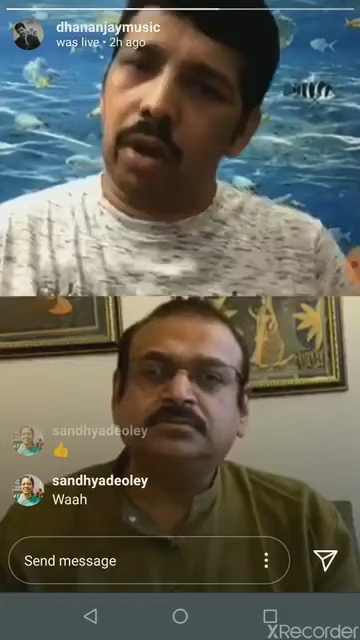 dhananjaymusic
was live • 2h ago
sandhyadeoley
👍
sandhyadeoley
Waah
Send message
XRecorder